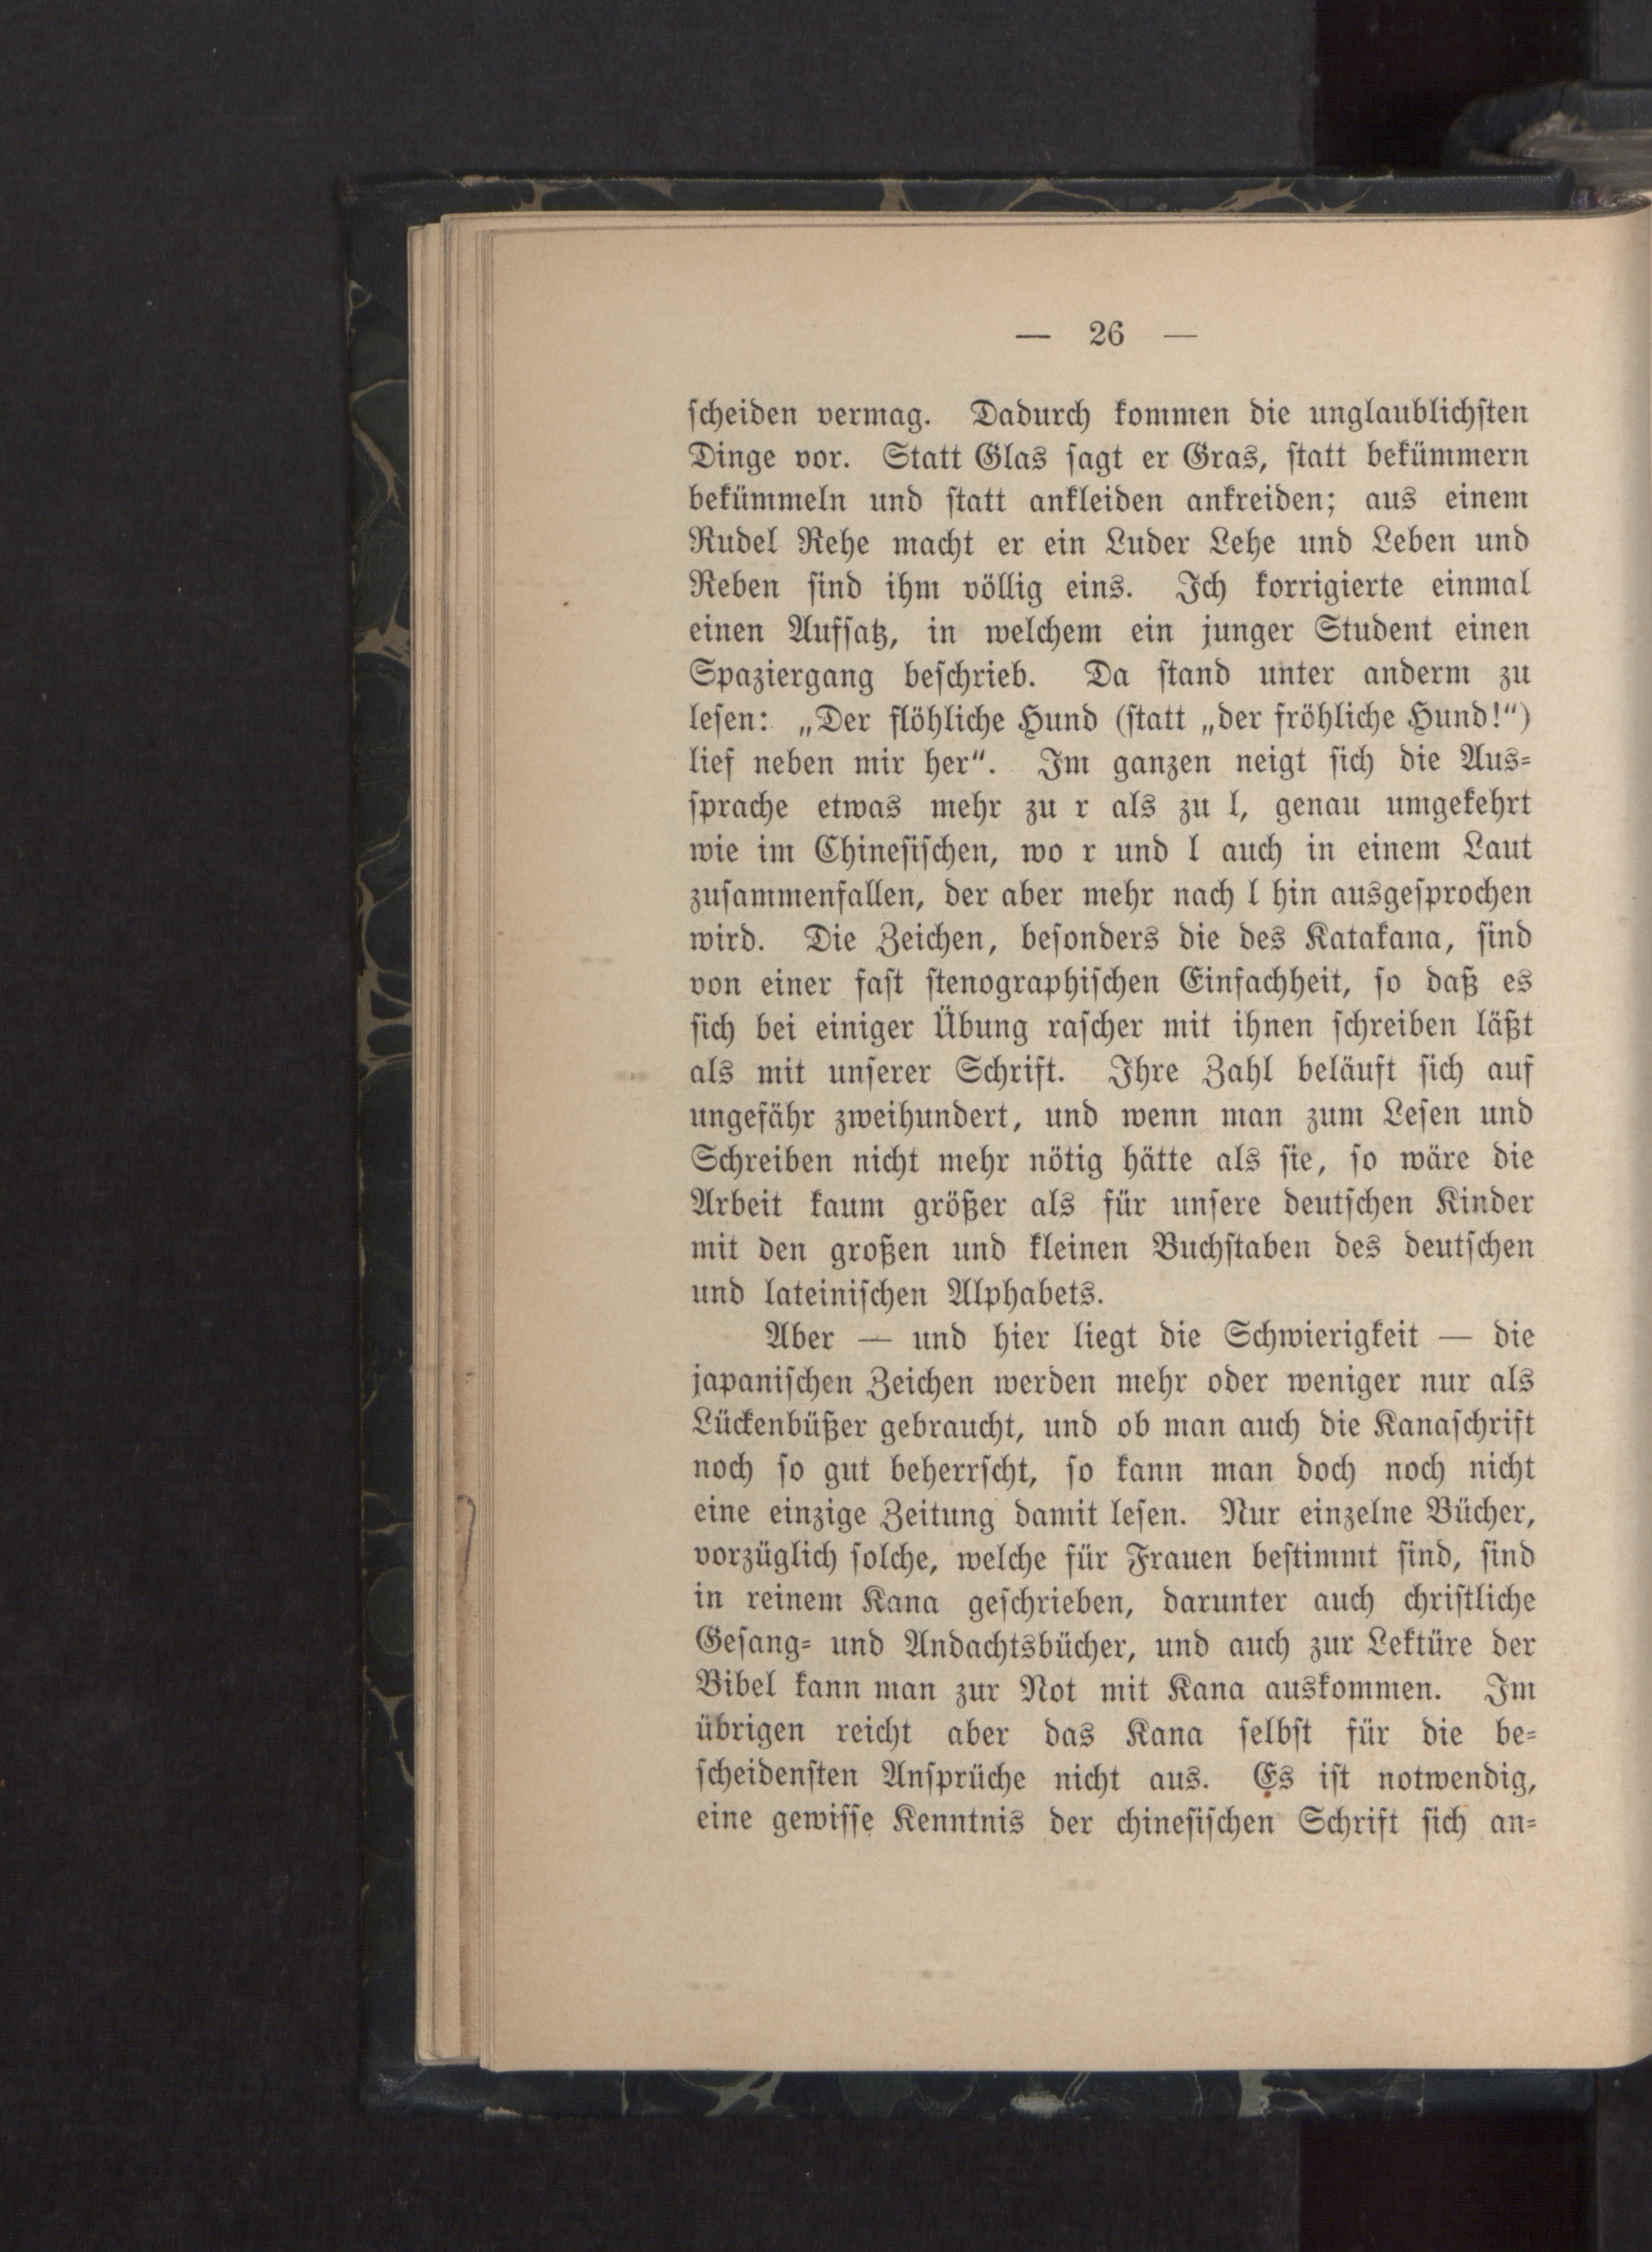 — 26 —
ſcheiden vermag. Dadurch kommen die unglaublichſten
Dinge vor. Statt Glas ſagt er Gras, ſtatt bekümmern
bekümmeln und ſtatt ankleiden ankreiden; aus einem
Rudel Rehe macht er ein Luder Lehe und Leben und
Reben ſind ihm völlig eins. Ich korrigierte einmal
einen Aufſatz, in welchem ein junger Student einen
Spaziergang beſchrieb. Da ſtand unter anderm zu
leſen: „Der flöhliche Hund (ſtatt „der fröhliche Hund!“)
lief neben mir her“. Im ganzen neigt ſich die Aus⸗
ſprache etwas mehr zu r als zu l, genau umgekehrt
wie im Chineſiſchen, wo r und l auch in einem Laut
zuſammenfallen, der aber mehr nach l hin ausgeſprochen
wird. Die Zeichen, beſonders die des Katakana, ſind
von einer faſt ſtenographiſchen Einfachheit, ſo daß es
ſich bei einiger Übung raſcher mit ihnen ſchreiben läßt
als mit unſerer Schrift. Ihre Zahl beläuft ſich auf
ungefähr zweihundert, und wenn man zum Leſen und
Schreiben nicht mehr nötig hätte als ſie, ſo wäre die
Arbeit kaum größer als für unſere deutſchen Kinder
mit den großen und kleinen Buchſtaben des deutſchen
und lateiniſchen Alphabets.
Aber — und hier liegt die Schwierigkeit — die
japaniſchen Zeichen werden mehr oder weniger nur als
Lückenbüßer gebraucht, und ob man auch die Kanaſchrift
noch ſo gut beherrſcht, ſo kann man doch noch nicht
eine einzige Zeitung damit leſen. Nur einzelne Bücher,
vorzüglich ſolche, welche für Frauen beſtimmt ſind, ſind
in reinem Kana geſchrieben, darunter auch chriſtliche
Geſang⸗ und Andachtsbücher, und auch zur Lektüre der
Bibel kann man zur Not mit Kana auskommen. Im
übrigen reicht aber das Kana ſelbſt für die be⸗
ſcheidenſten Anſprüche nicht aus. Es iſt notwendig,
eine gewiſſe Kenntnis der chineſiſchen Schrift ſich an⸗